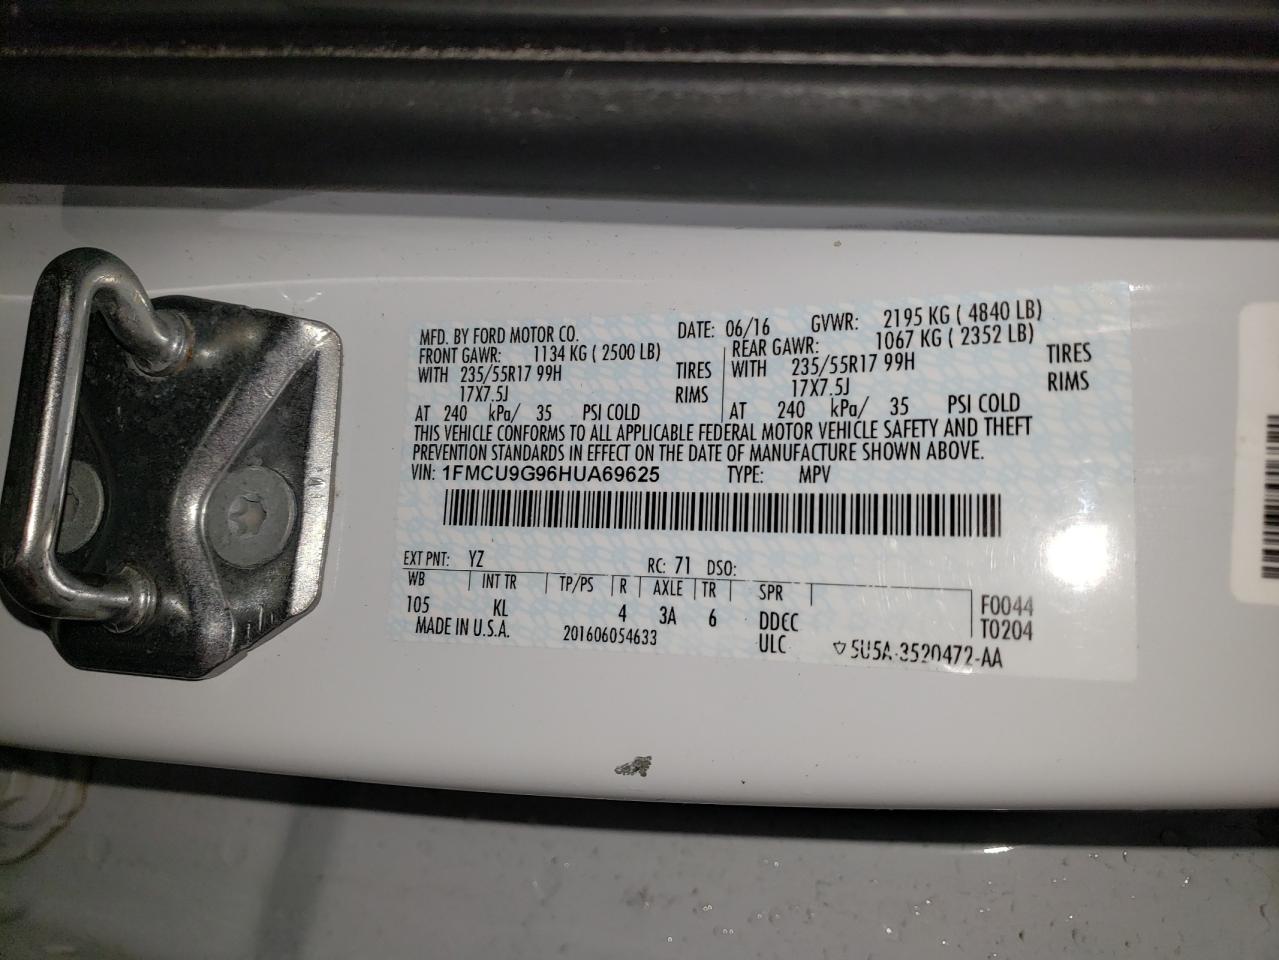 MFD. BY FORD MOTOR CO. DATE: 06/16 GVWR: 2195 KG ( 4840 LB)
FRONT GAWR: 1134 KG ( 2500 LB) REAR GAWR: 1067 KG ( 2352 LB)
WITH 235/55R17 99H TIRES WITH 235/55R17 99H TIRES
17X7.5J RIMS 17X7.5J RIMS
AT 240 kPa/ 35 PSI COLD AT 240 kPa/ 35 PSI COLD
THIS VEHICLE CONFORMS TO ALL APPLICABLE FEDERAL MOTOR VEHICLE SAFETY AND THEFT
PREVENTION STANDARDS IN EFFECT ON THE DATE OF MANUFACTURE SHOWN ABOVE.
VIN: 1FMCU9G96HUA69625 TYPE: MPV
EXT PNT: YZ RC: 71 DSO:
WB INT TR TP/PS R AXLE TR SPR
105 KL 4 3A 6 DDCC F0044
MADE IN U.S.A. 201606054633 ULC T0204
5U5A-3520472-AA